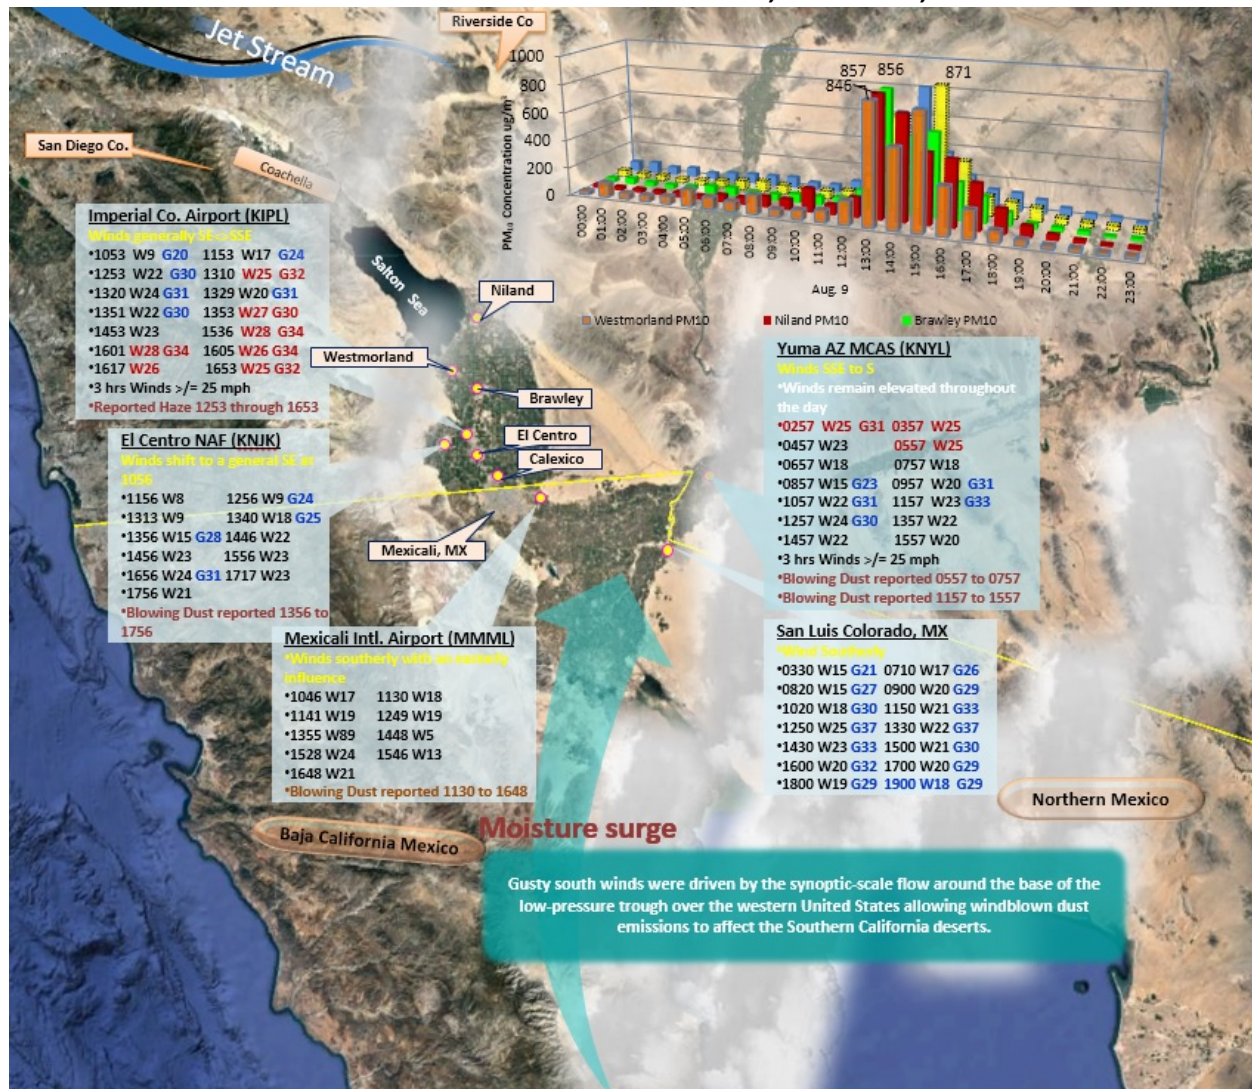 Riverside Co
Jet Stream
San Diego Co.
Coachella
Salton Sea
Niland
Westmorland
Brawley
El Centro
Calexico
Mexicali, MX
PM10 Concentration ug/m3
1000
800
600
400
200
0
857 856 871
846
00:00 01:00 02:00 03:00 04:00 05:00 06:00 07:00 08:00 09:00 10:00 11:00 12:00 13:00 14:00 15:00 16:00 17:00 18:00 19:00 20:00 21:00 22:00 23:00
Aug. 9
Westmorland PM10 Niland PM10 Brawley PM10
Imperial Co. Airport (KIPL)
Winds generally SE<>SSE
•1053 W9 G20 1153 W17 G24
•1253 W22 G30 1310 W25 G32
•1320 W24 G31 1329 W20 G31
•1351 W22 G30 1353 W27 G30
•1453 W23 1536 W28 G34
•1601 W28 G34 1605 W26 G34
•1617 W26 1653 W25 G32
•3 hrs Winds >/= 25 mph
•Reported Haze 1253 through 1653
El Centro NAF (KNJK)
Winds shift to a general SE at
1056
•1156 W8 1256 W9 G24
•1313 W9 1340 W18 G25
•1356 W15 G28 1446 W22
•1456 W23 1556 W23
•1656 W24 G31 1717 W23
•1756 W21
•Blowing Dust reported 1356 to
1756
Mexicali Intl. Airport (MMML)
•Winds southerly with an easterly
influence
•1046 W17 1130 W18
•1141 W19 1249 W19
•1355 W89 1448 W5
•1528 W24 1546 W13
•1648 W21
•Blowing Dust reported 1130 to 1648
Yuma AZ MCAS (KNYL)
Winds SSE to S
•Winds remain elevated throughout
the day
•0257 W25 G31 0357 W25
•0457 W23 0557 W25
•0657 W18 0757 W18
•0857 W15 G23 0957 W20 G31
•1057 W22 G31 1157 W23 G33
•1257 W24 G30 1357 W22
•1457 W22 1557 W20
•3 hrs Winds >/= 25 mph
•Blowing Dust reported 0557 to 0757
•Blowing Dust reported 1157 to 1557
San Luis Colorado, MX
•Wind Southerly
•0330 W15 G21 0710 W17 G26
•0820 W15 G27 0900 W20 G29
•1020 W18 G30 1150 W21 G33
•1250 W25 G37 1330 W22 G37
•1430 W23 G33 1500 W21 G30
•1600 W20 G32 1700 W20 G29
•1800 W19 G29 1900 W18 G29
Northern Mexico
Baja California Mexico
Moisture surge
Gusty south winds were driven by the synoptic-scale flow around the base of the
low-pressure trough over the western United States allowing windblown dust
emissions to affect the Southern California deserts.